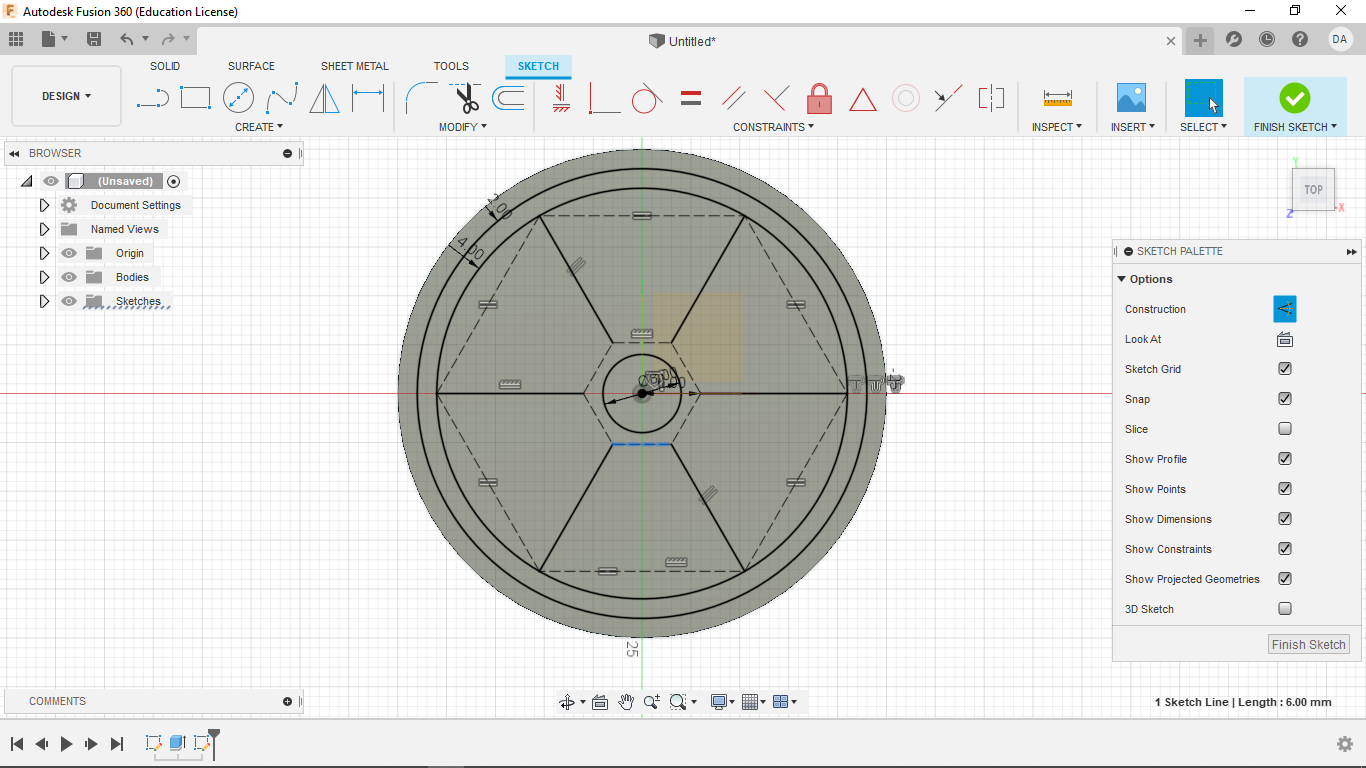 Autodesk Fusion 360 (Education License)
Untitled*
DA
SOLID SURFACE SHEET METAL TOOLS SKETCH
DESIGN
CREATE MODIFY CONSTRAINTS INSPECT INSERT SELECT FINISH SKETCH
BROWSER
(Unsaved)
Document Settings
Named Views
Origin
Bodies
Sketches
2.00
4.00
25
Y
TOP
X
Z
SKETCH PALETTE
Options
Construction
Look At
Sketch Grid
Snap
Slice
Show Profile
Show Points
Show Dimensions
Show Constraints
Show Projected Geometries
3D Sketch
Finish Sketch
COMMENTS
1 Sketch Line | Length : 6.00 mm